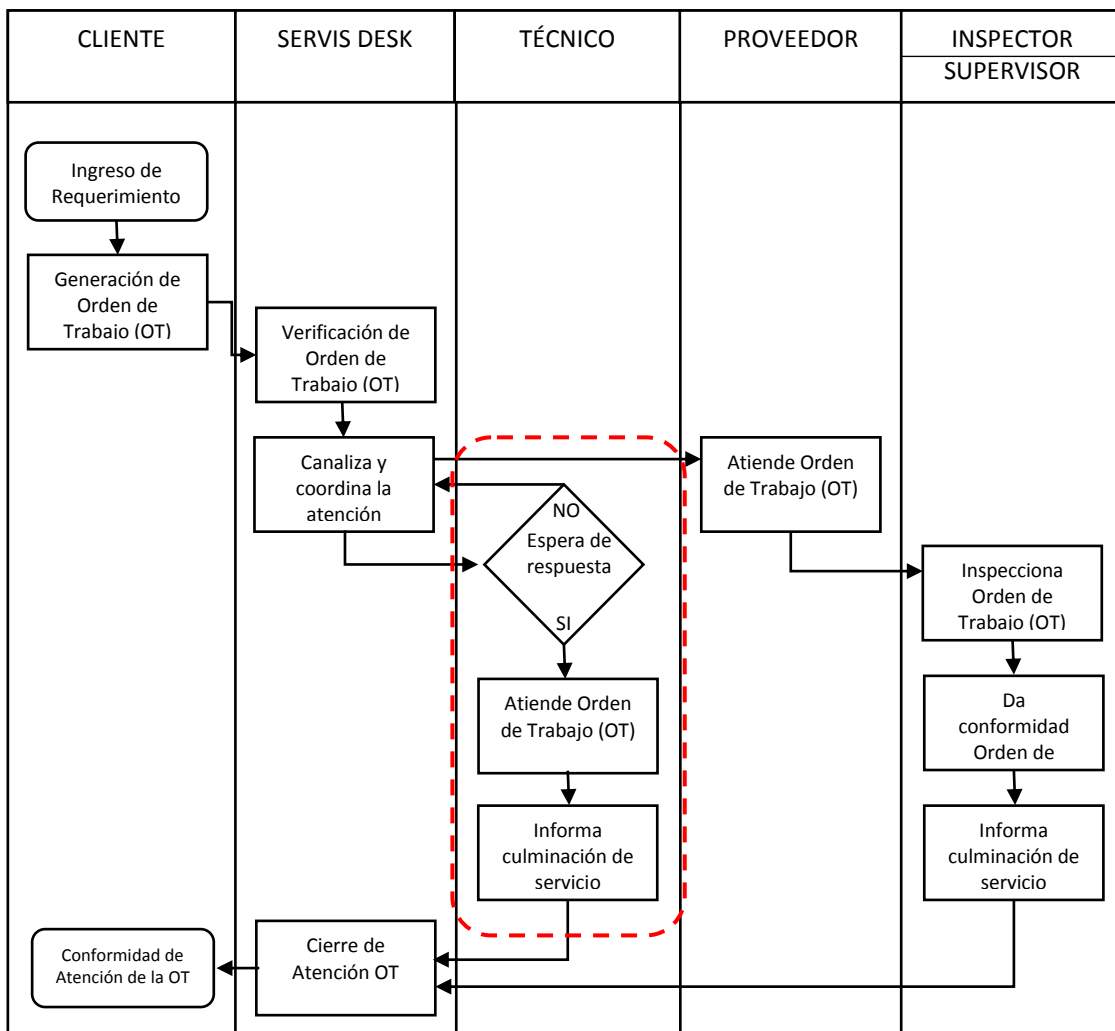 CLIENTE
SERVIS DESK
TÉCNICO
PROVEEDOR
INSPECTOR
SUPERVISOR
Ingreso de
Requerimiento
Generación de
Orden de
Trabajo (OT)
Verificación de
Orden de
Trabajo (OT)
Canaliza y
coordina la
atención
NO
Espera de
respuesta
SI
Atiende Orden
de Trabajo (OT)
Informa
culminación de
servicio
Atiende Orden
de Trabajo (OT)
Inspecciona
Orden de
Trabajo (OT)
Da
conformidad
Orden de
Informa
culminación de
servicio
Cierre de
Atención OT
Conformidad de
Atención de la OT